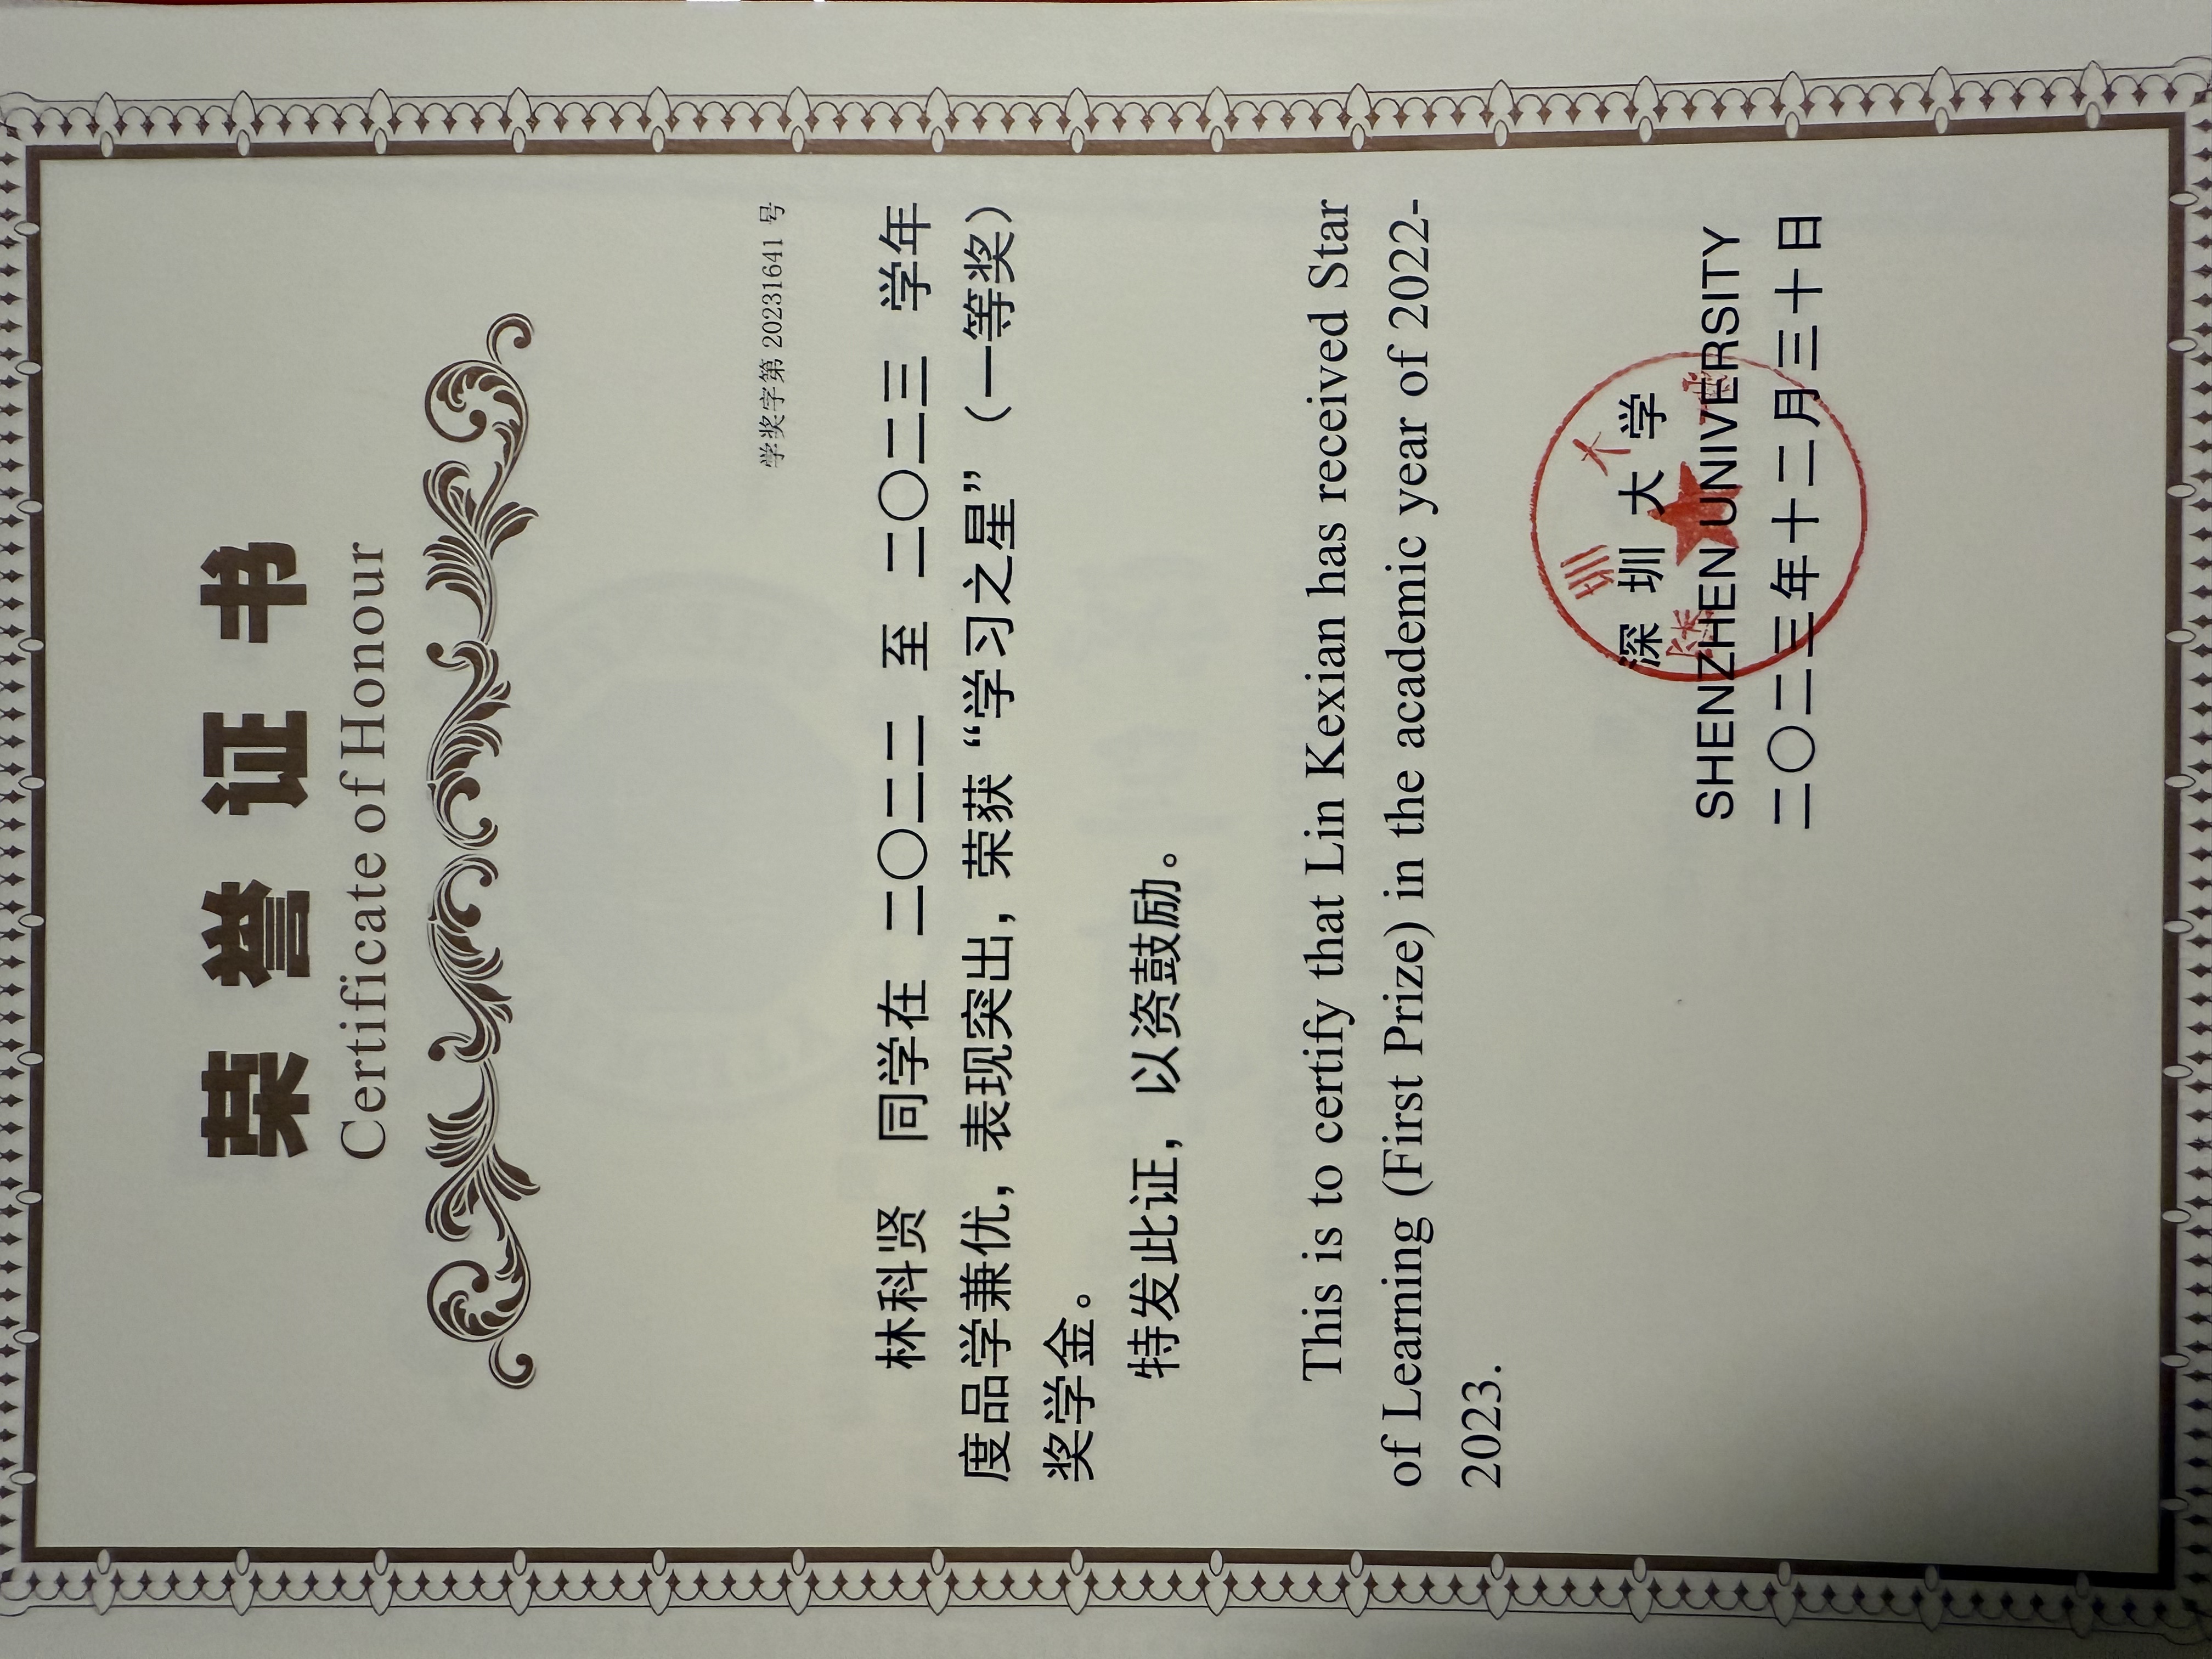 荣誉证书
Certificate of Honour
学奖字第 20231641 号
林科贤 同学在 二〇二二 至 二〇二三 学年
度品学兼优，表现突出，荣获“学习之星”（一等奖）
奖学金。
特发此证，以资鼓励。
This is to certify that Lin Kexian has received Star
of Learning (First Prize) in the academic year of 2022-
2023.
深圳大学
SHENZHEN UNIVERSITY
二〇二三年十二月三十日